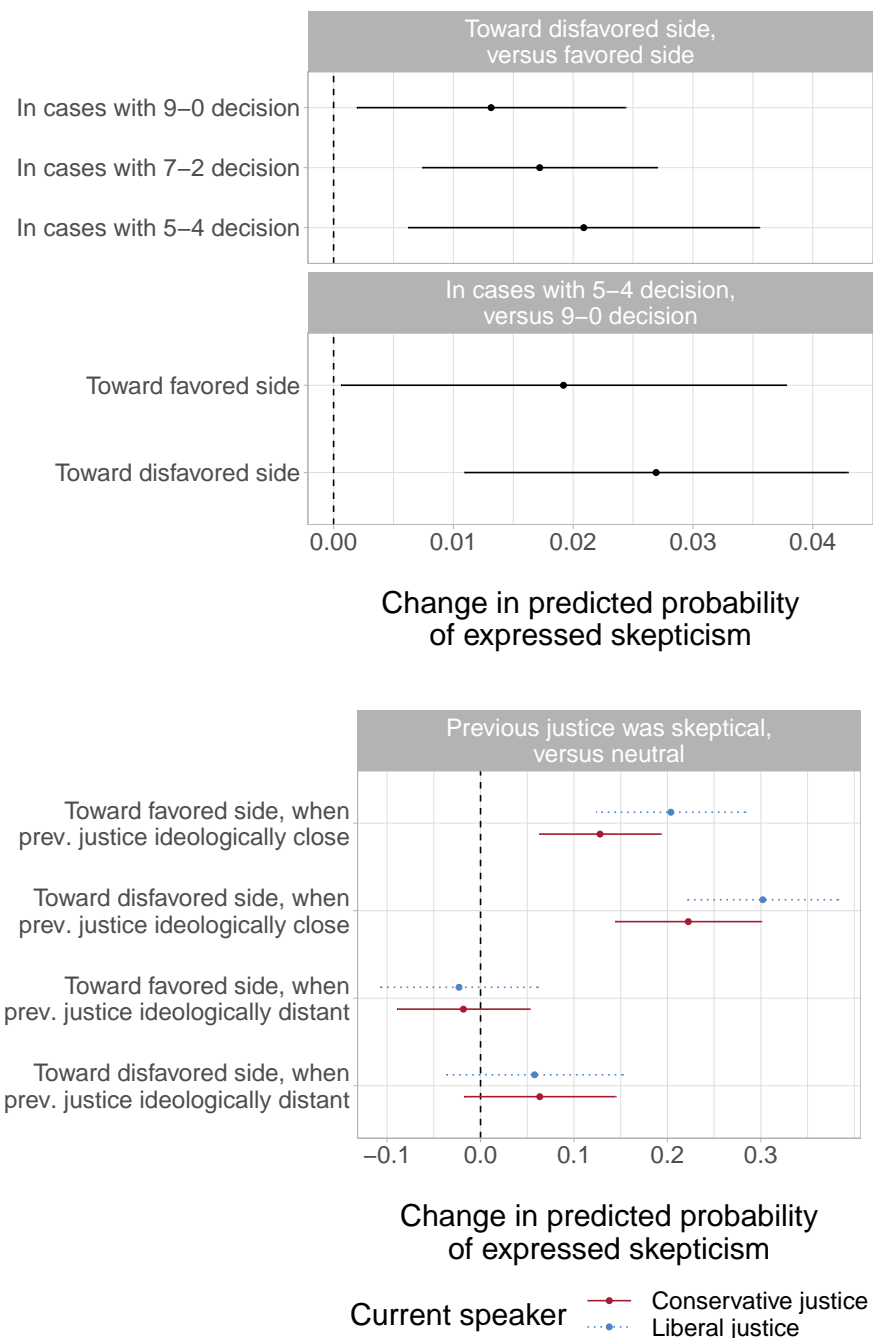 Toward disfavored side,
versus favored side
In cases with 9−0 decision
In cases with 7−2 decision
In cases with 5−4 decision
In cases with 5−4 decision,
versus 9−0 decision
Toward favored side
Toward disfavored side
0.00 0.01 0.02 0.03 0.04
Change in predicted probability
of expressed skepticism
Previous justice was skeptical,
versus neutral
Toward favored side, when
prev. justice ideologically close
Toward disfavored side, when
prev. justice ideologically close
Toward favored side, when
prev. justice ideologically distant
Toward disfavored side, when
prev. justice ideologically distant
−0.1 0.0 0.1 0.2 0.3
Change in predicted probability
of expressed skepticism
Current speaker
Conservative justice
Liberal justice